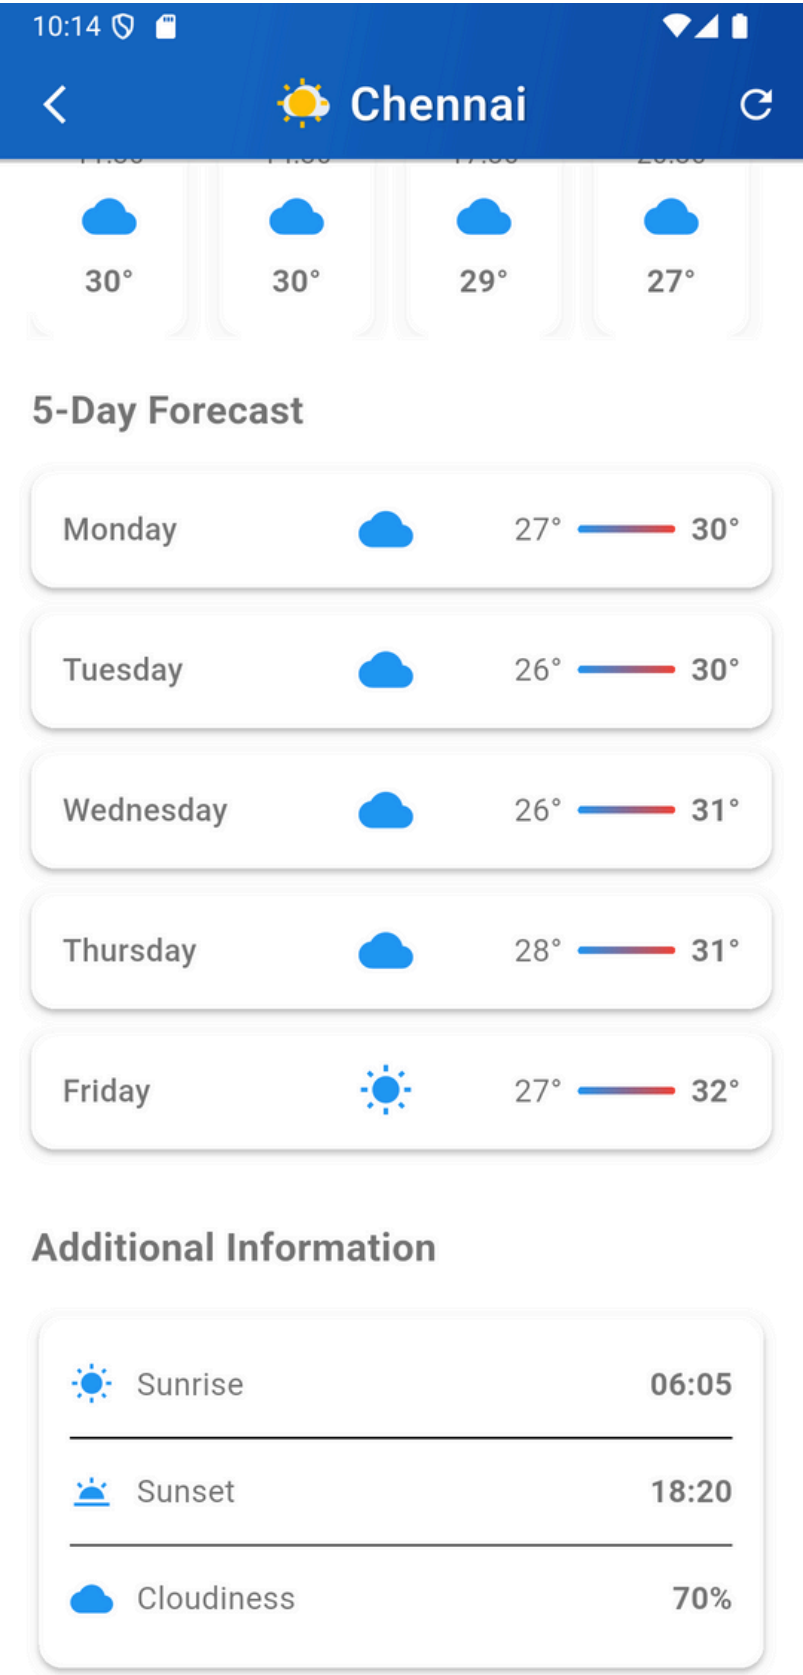 10:14
Chennai
30° 30° 29° 27°
5-Day Forecast
Monday 27° 30°
Tuesday 26° 30°
Wednesday 26° 31°
Thursday 28° 31°
Friday 27° 32°
Additional Information
Sunrise 06:05
Sunset 18:20
Cloudiness 70%